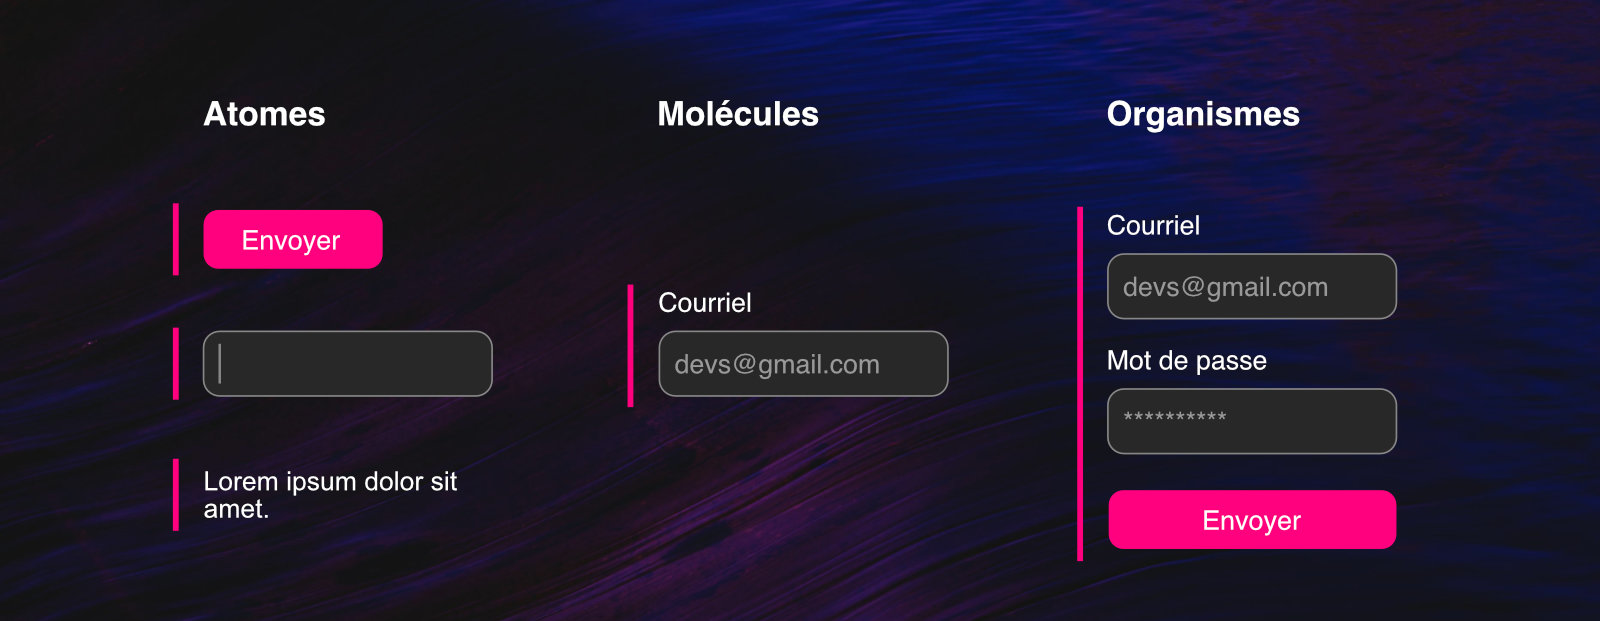 Atomes
Envoyer
Lorem ipsum dolor sit
amet.
Molécules
Courriel
devs@gmail.com
Organismes
Courriel
devs@gmail.com
Mot de passe
**********
Envoyer